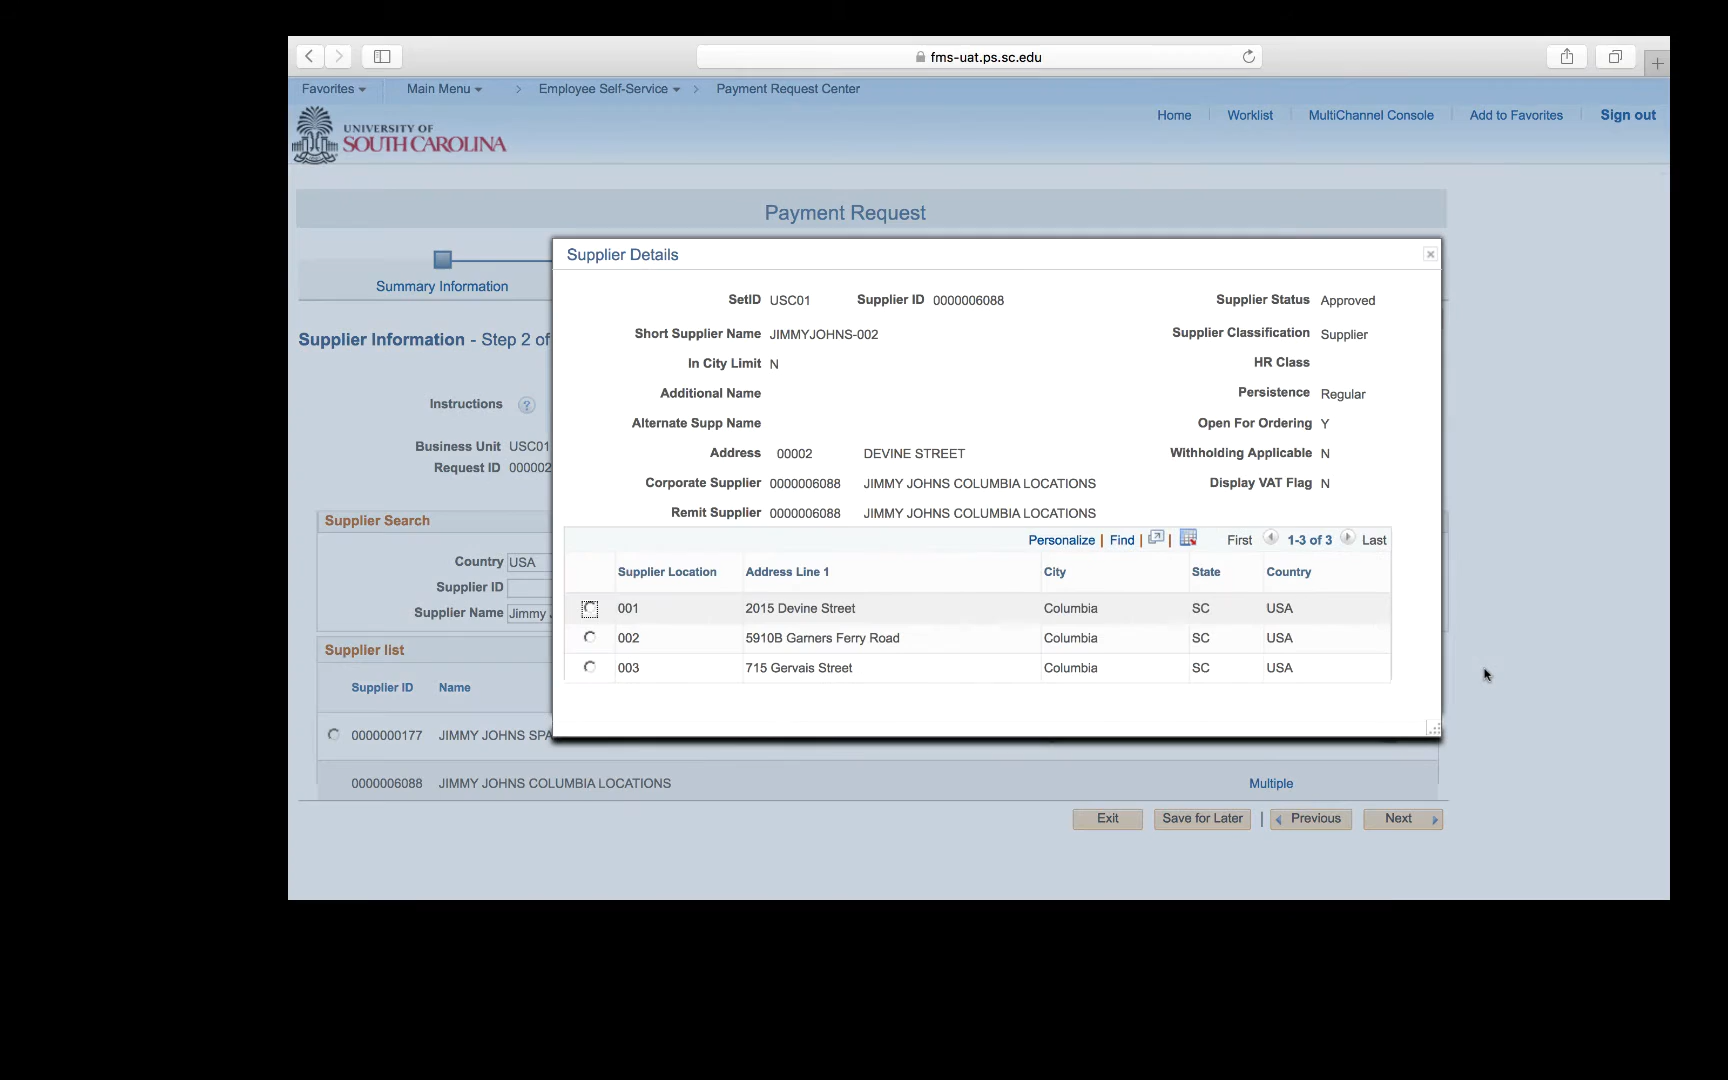 fms-uat.ps.sc.edu
Favorites Main Menu > Employee Self-Service > Payment Request Center
Home Worklist MultiChannel Console Add to Favorites Sign out
UNIVERSITY OF
SOUTH CAROLINA
Payment Request
Summary Information
Supplier Information - Step 2 of
Instructions
Business Unit USC01
Request ID 000002
Supplier Search
Country USA
Supplier ID
Supplier Name Jimmy
Supplier list
Supplier ID Name
0000000177 JIMMY JOHNS SPA
0000006088 JIMMY JOHNS COLUMBIA LOCATIONS Multiple
Exit Save for Later | Previous Next
Supplier Details
SetID USC01 Supplier ID 0000006088 Supplier Status Approved
Short Supplier Name JIMMYJOHNS-002 Supplier Classification Supplier
In City Limit N HR Class
Additional Name Persistence Regular
Alternate Supp Name Open For Ordering Y
Address 00002 DEVINE STREET Withholding Applicable N
Corporate Supplier 0000006088 JIMMY JOHNS COLUMBIA LOCATIONS Display VAT Flag N
Remit Supplier 0000006088 JIMMY JOHNS COLUMBIA LOCATIONS
Personalize | Find | | First 1-3 of 3 Last
Supplier Location Address Line 1 City State Country
001 2015 Devine Street Columbia SC USA
002 5910B Garners Ferry Road Columbia SC USA
003 715 Gervais Street Columbia SC USA